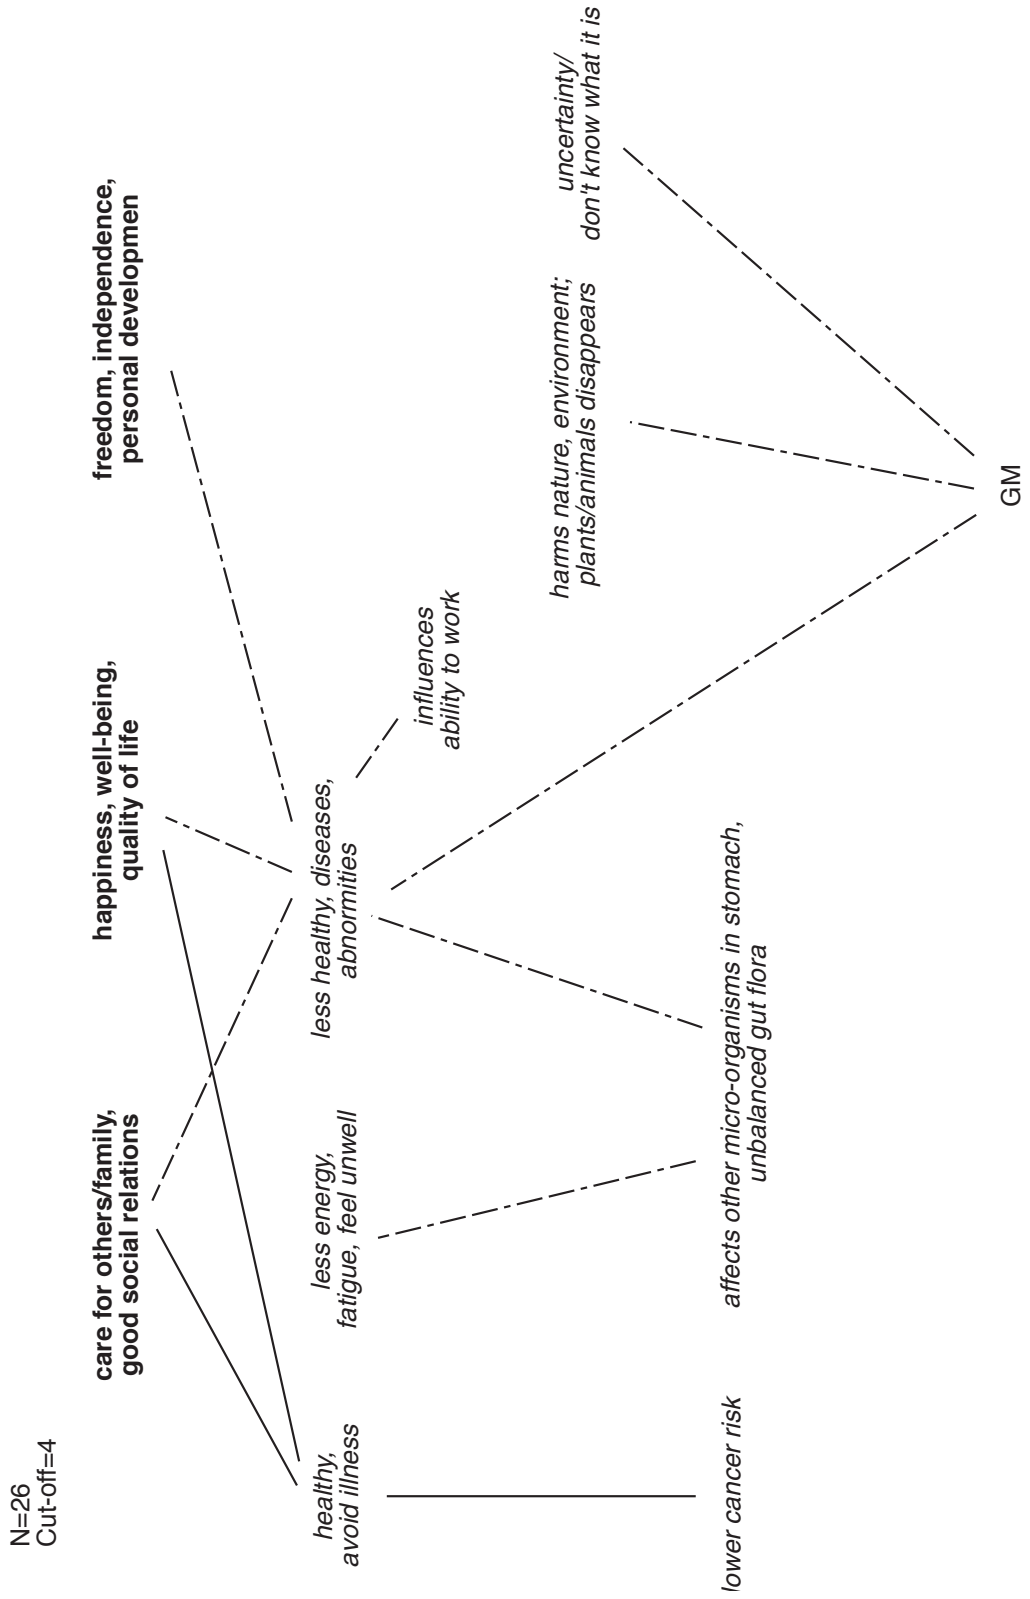 N=26
Cut-off=4
care for others/family,
good social relations
happiness, well-being,
quality of life
freedom, independence,
personal developmen
healthy,
avoid illness
less energy,
fatigue, feel unwell
less healthy, diseases,
abnormities
influences
ability to work
harms nature, environment;
plants/animals disappears
uncertainty/
don't know what it is
lower cancer risk
affects other micro-organisms in stomach,
unbalanced gut flora
GM